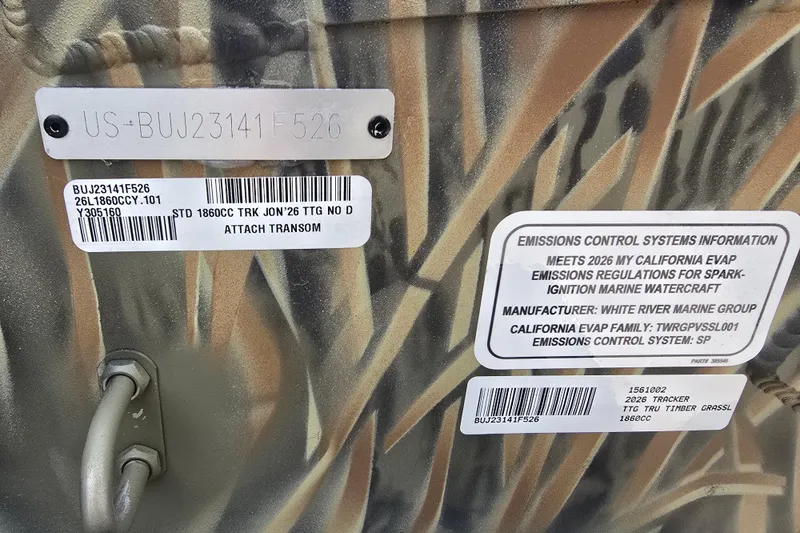 US-BUJ23141F526
BUJ23141F526
26L1860CCY.101
Y305160
STD 1860CC TRK JON'26 TTG NO D
ATTACH TRANSOM
EMISSIONS CONTROL SYSTEMS INFORMATION
MEETS 2026 MY CALIFORNIA EVAP
EMISSIONS REGULATIONS FOR SPARK-
IGNITION MARINE WATERCRAFT
MANUFACTURER: WHITE RIVER MARINE GROUP
CALIFORNIA EVAP FAMILY: TWRGPVSSL001
EMISSIONS CONTROL SYSTEM: SP
PART# 385546
1561002
2026 TRACKER
TTG TRU TIMBER GRASSL
1860CC
BUJ23141F526